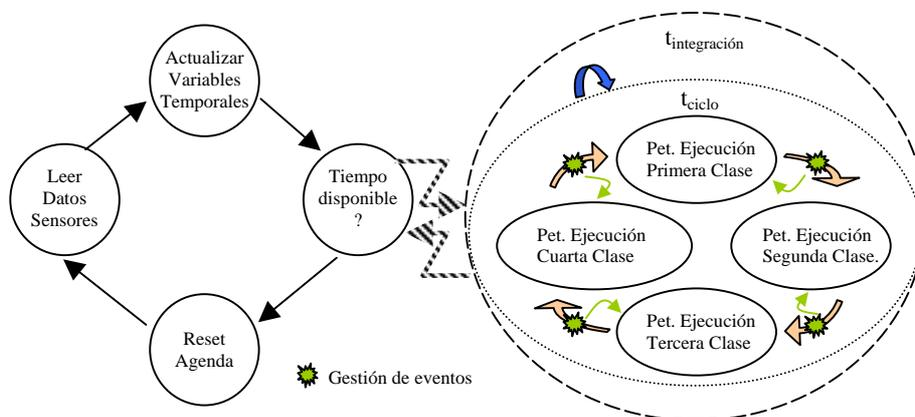 Actualizar
Variables
Temporales
Leer
Datos
Sensores
Tiempo
disponible
?
Reset
Agenda
Gestión de eventos
tintegración
tciclo
Pet. Ejecución
Primera Clase
Pet. Ejecución
Cuarta Clase
Pet. Ejecución
Segunda Clase.
Pet. Ejecución
Tercera Clase